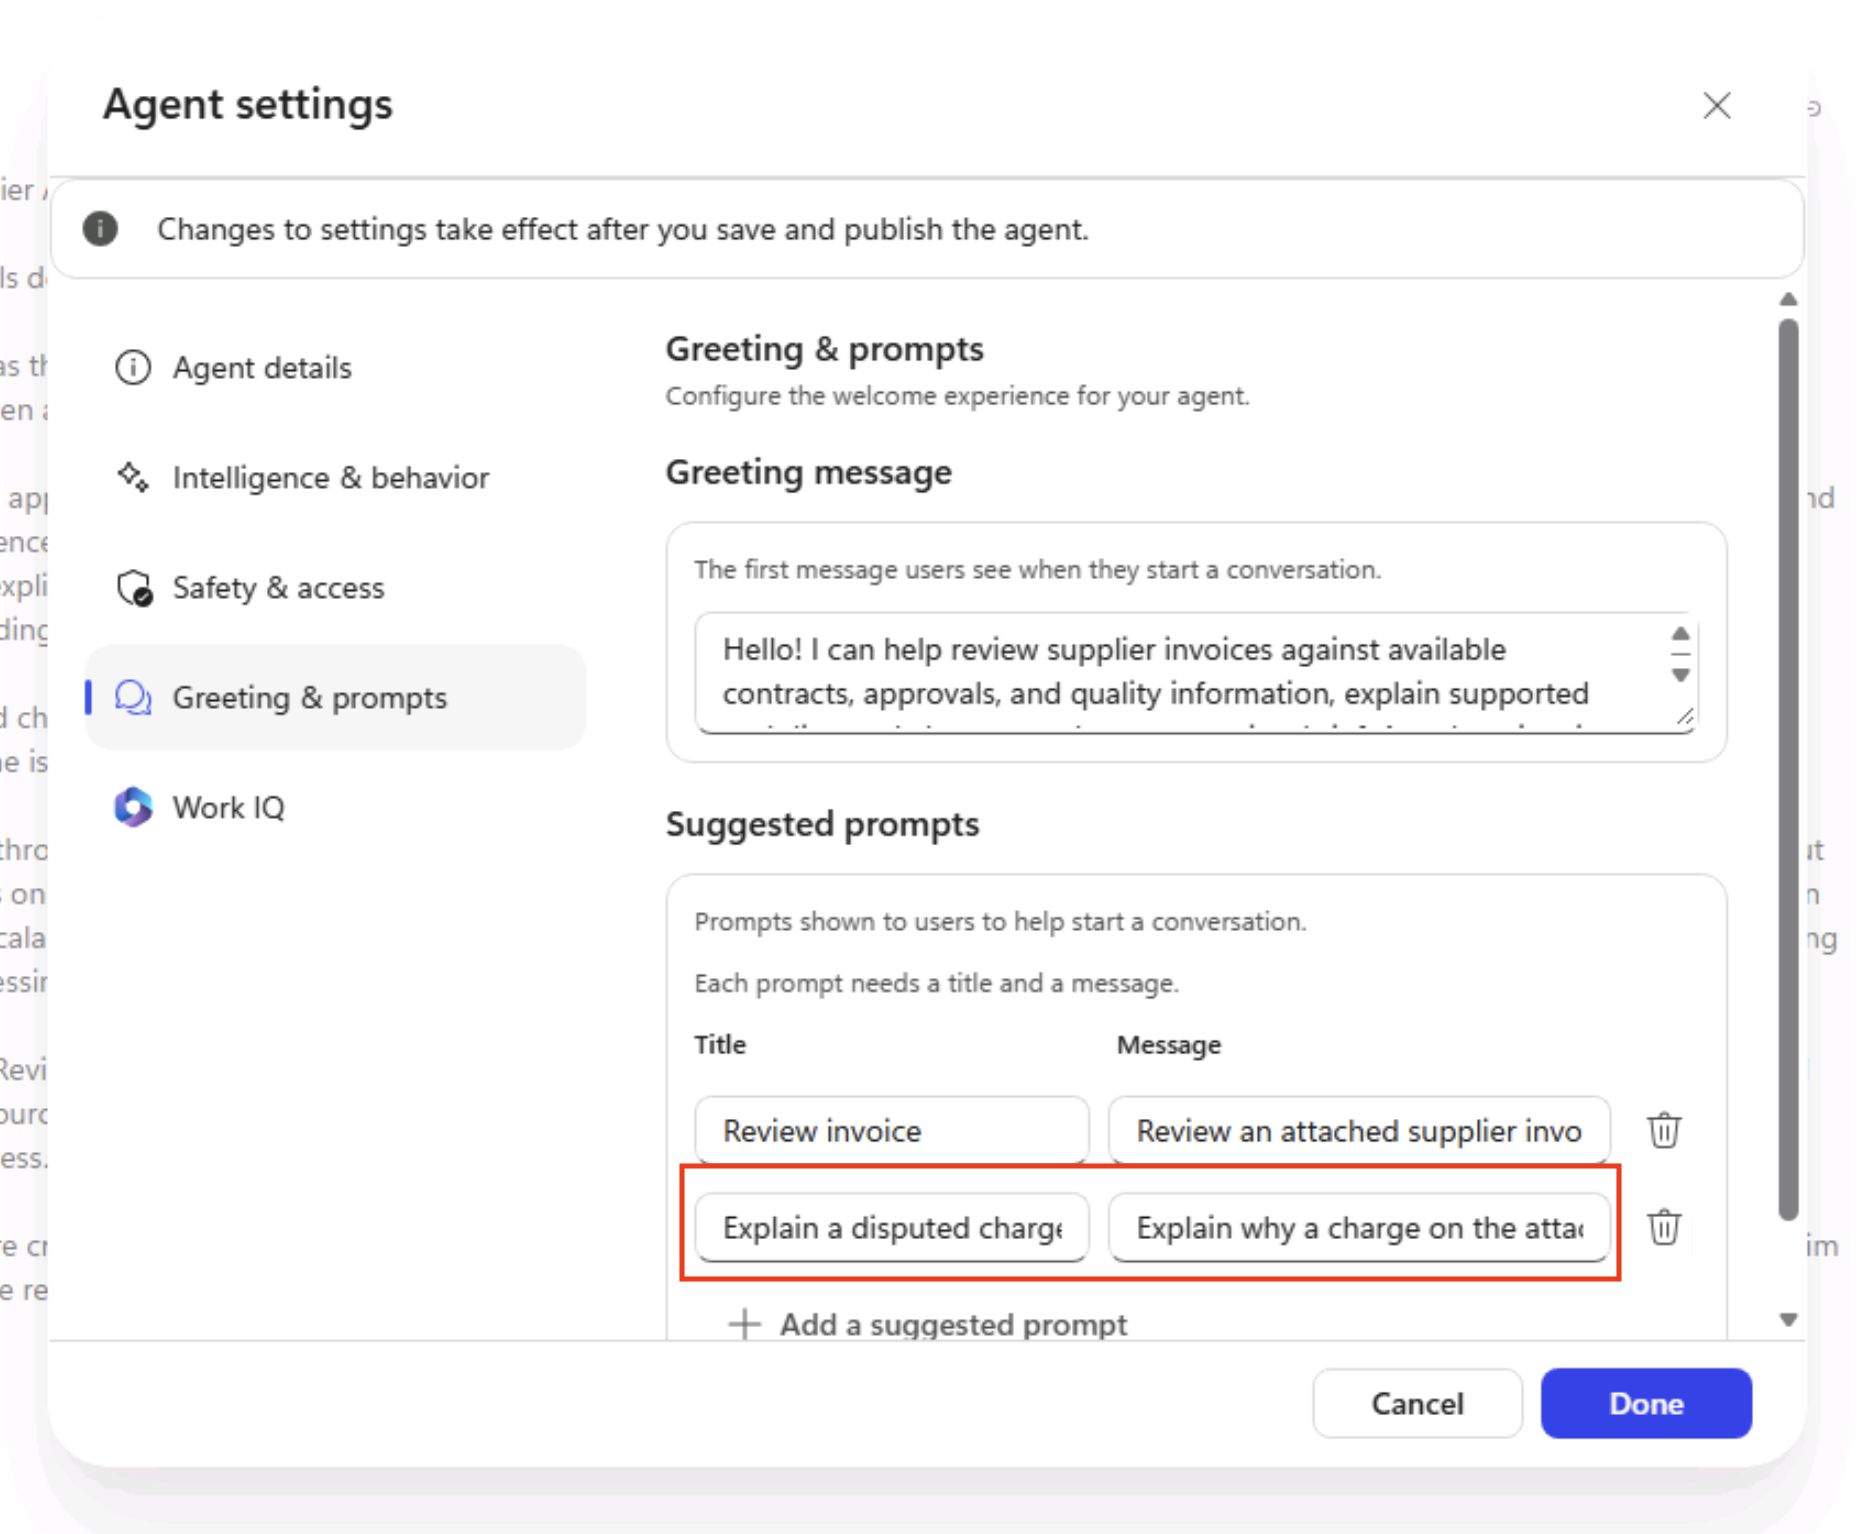 Agent settings
Changes to settings take effect after you save and publish the agent.
Agent details
Intelligence & behavior
Safety & access
Greeting & prompts
Work IQ
Greeting & prompts
Configure the welcome experience for your agent.
Greeting message
The first message users see when they start a conversation.
Hello! I can help review supplier invoices against available
contracts, approvals, and quality information, explain supported
Suggested prompts
Prompts shown to users to help start a conversation.
Each prompt needs a title and a message.
Title Message
Review invoice Review an attached supplier invo
Explain a disputed charge Explain why a charge on the attac
Add a suggested prompt
Cancel Done